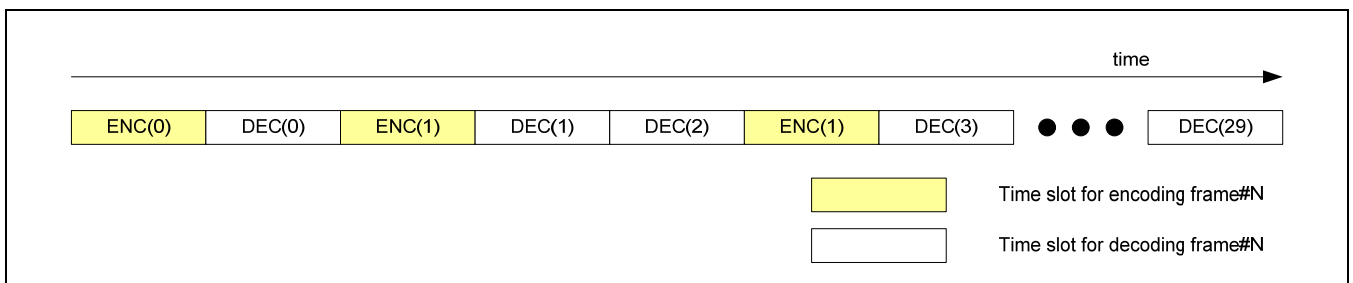 time
ENC(0) DEC(0) ENC(1) DEC(1) DEC(2) ENC(1) DEC(3) ● ● ● DEC(29)
Time slot for encoding frame#N
Time slot for decoding frame#N